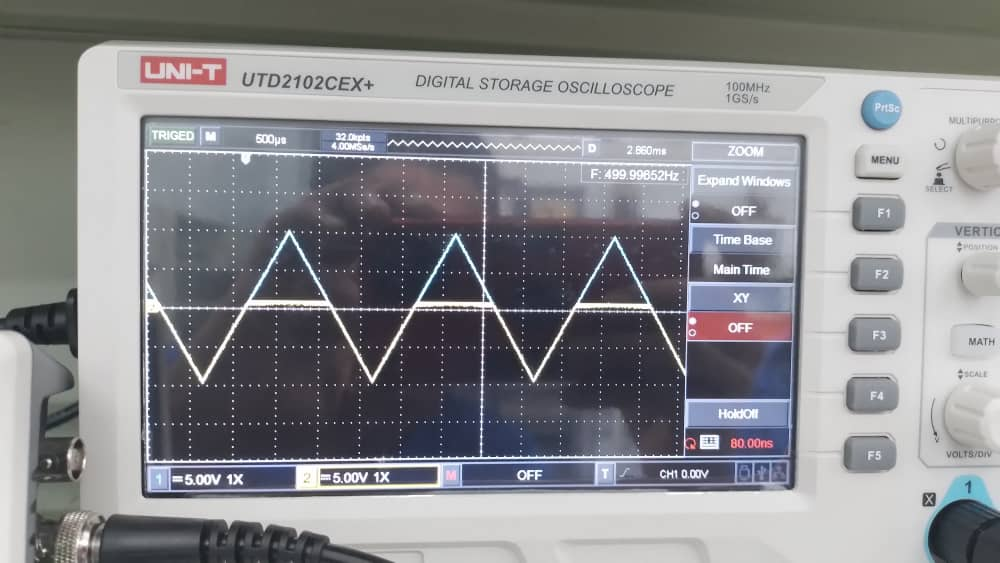 UNI-T UTD2102CEX+ DIGITAL STORAGE OSCILLOSCOPE 100MHz
1GS/s
PrtSc
MULTIPURPO
MENU
SELECT
TRIGED M 500μs 32.0kpts
4.00MSa/s
D 2.860ms ZOOM
F: 499.99652Hz
Expand Windows
OFF
Time Base
Main Time
XY
OFF
HoldOff
80.00ns
F1
F2
F3
F4
F5
VERTIC
POSITION
MATH
SCALE
VOLTS/DIV
1 5.00V 1X 2 5.00V 1X M OFF T CH1 0.00V
X 1